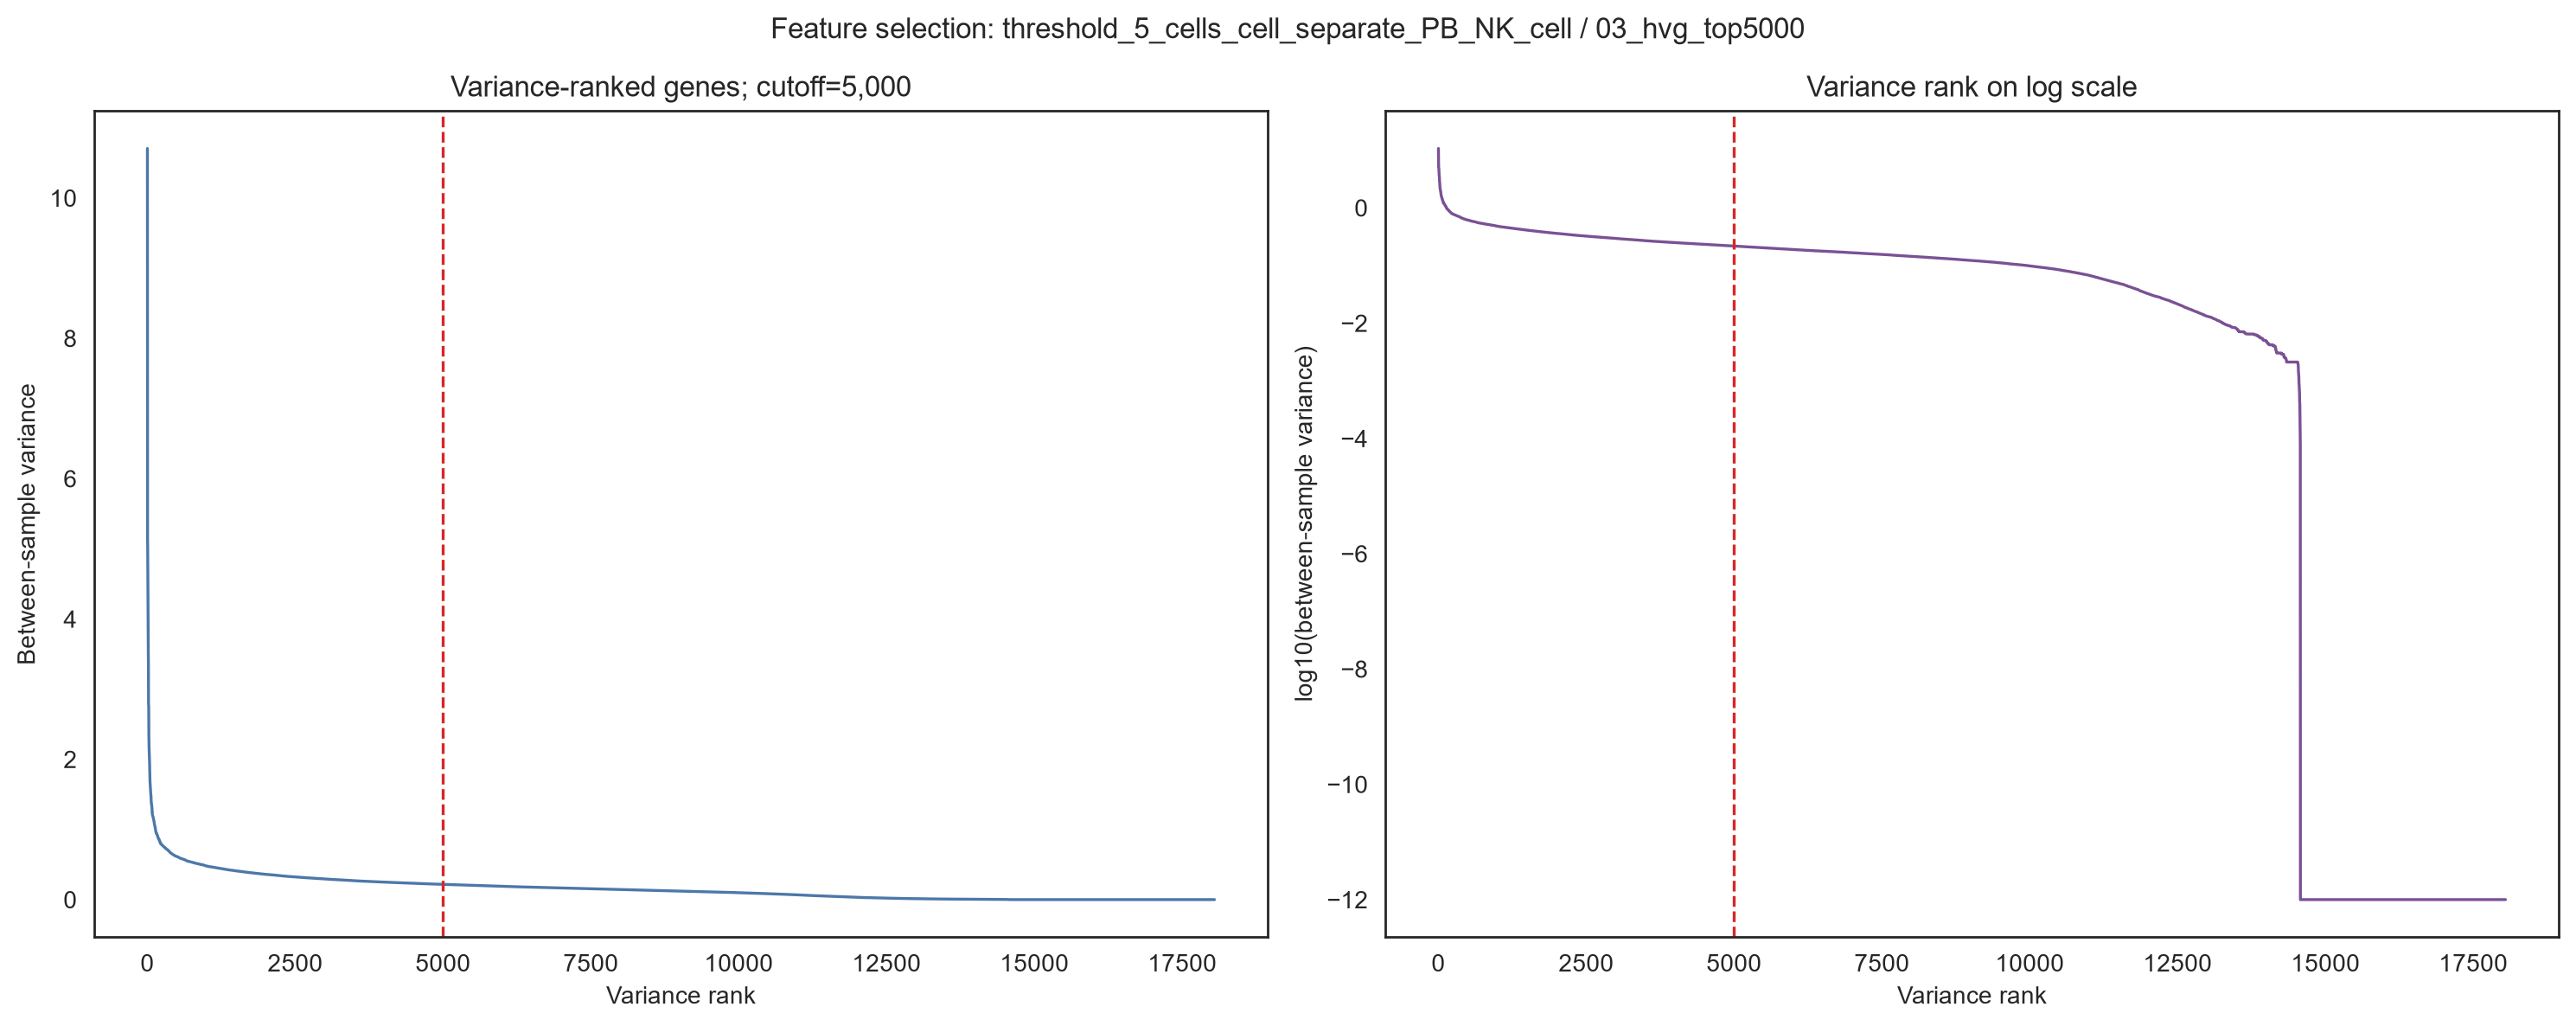 Feature selection: threshold_5_cells_cell_separate_PB_NK_cell / 03_hvg_top5000
Variance-ranked genes; cutoff=5,000
Between-sample variance
10
8
6
4
2
0
0 2500 5000 7500 10000 12500 15000 17500
Variance rank
Variance rank on log scale
log10(between-sample variance)
0
−2
−4
−6
−8
−10
−12
0 2500 5000 7500 10000 12500 15000 17500
Variance rank